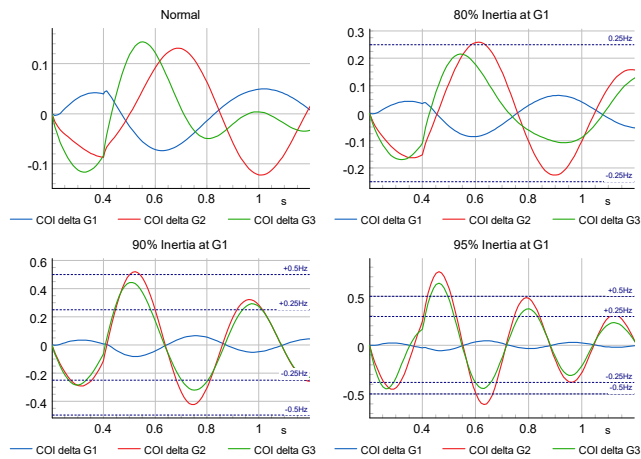 Normal
0.1
-0.1
0.4 0.6 0.8 1 s
COI delta G1 COI delta G2 COI delta G3
80% Inertia at G1
0.3
0.2
0.1
0
-0.1
-0.2
0.25Hz
-0.25Hz
0.4 0.6 0.8 1 s
COI delta G1 COI delta G2 COI delta G3
90% Inertia at G1
0.6
0.4
0.2
0
-0.2
-0.4
+0.5Hz
+0.25Hz
-0.25Hz
-0.5Hz
0.4 0.6 0.8 1 s
COI delta G1 COI delta G2 COI delta G3
95% Inertia at G1
0.5
0
-0.5
+0.5Hz
+0.25Hz
-0.25Hz
-0.5Hz
0.4 0.6 0.8 1 s
COI delta G1 COI delta G2 COI delta G3